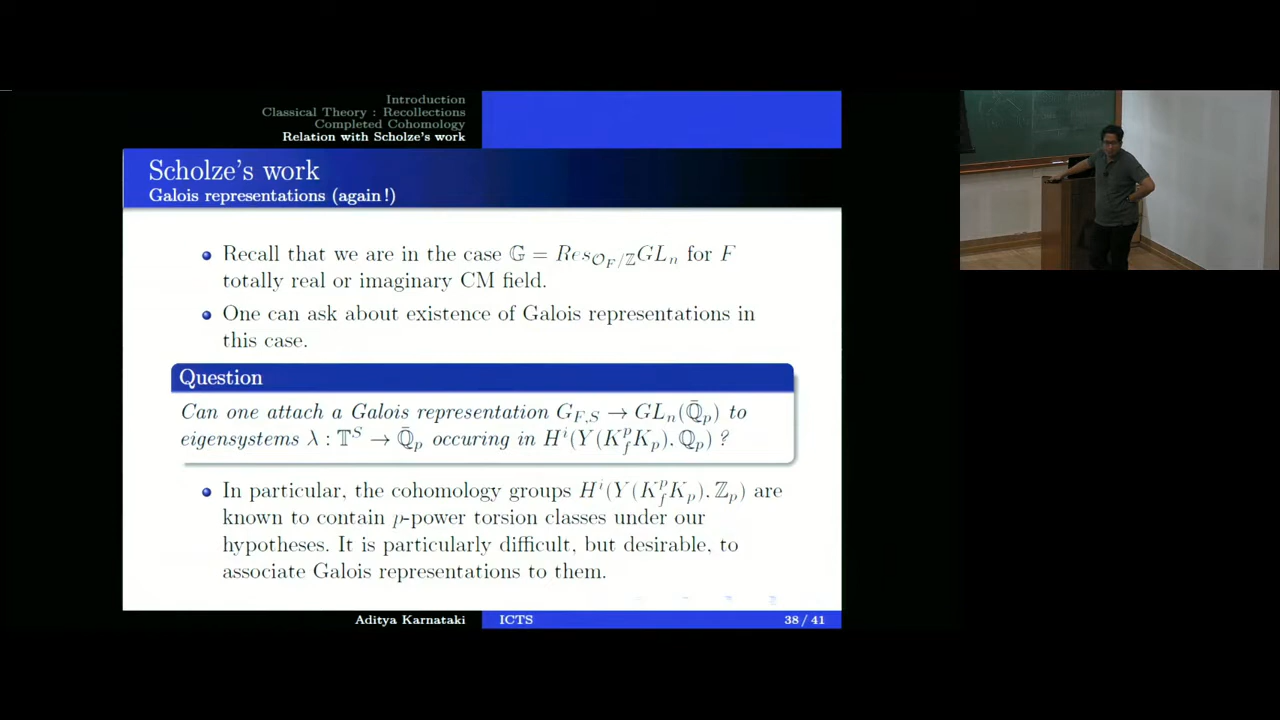 Introduction
Classical Theory : Recollections
Completed Cohomology
Relation with Scholze's work
Scholze's work
Galois representations (again!)
Recall that we are in the case 𝔾 = Res_{𝒪_F/ℤ}GL_n for F
totally real or imaginary CM field.
One can ask about existence of Galois representations in
this case.
Question
Can one attach a Galois representation G_{F,S} → GL_n(ℚ̄_p) to
eigensystems λ : 𝕋^S → ℚ̄_p occuring in H^i(Y(K_f^pK_p), ℚ_p) ?
In particular, the cohomology groups H^i(Y(K_f^pK_p), ℤ_p) are
known to contain p-power torsion classes under our
hypotheses. It is particularly difficult, but desirable, to
associate Galois representations to them.
Aditya Karnataki
ICTS
38 / 41